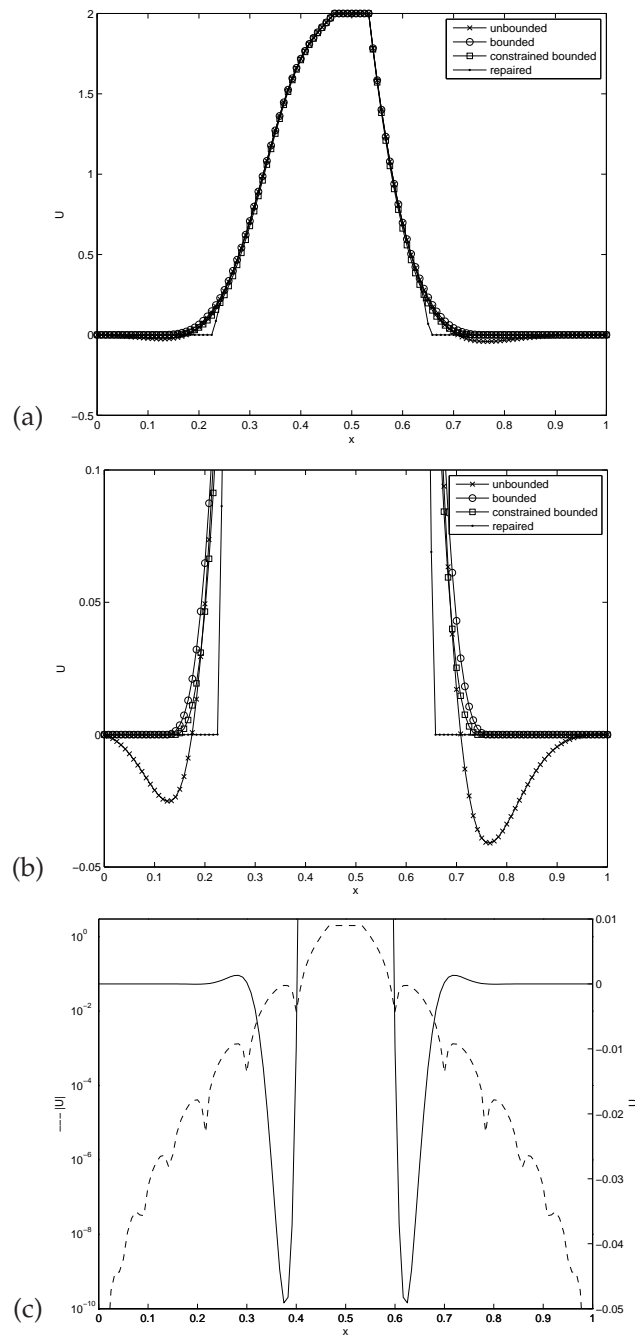 2
1.5
1
0.5
0
−0.5
U
0 0.1 0.2 0.3 0.4 0.5 0.6 0.7 0.8 0.9 1
x
unbounded
bounded
constrained bounded
repaired
(a)
0.1
0.05
0
−0.05
U
0 0.1 0.2 0.3 0.4 0.5 0.6 0.7 0.8 0.9 1
x
unbounded
bounded
constrained bounded
repaired
(b)
10^0
10^−2
10^−4
10^−6
10^−8
10^−10
−−− |U|
0.01
0
−0.01
−0.02
−0.03
−0.04
−0.05
U
0 0.1 0.2 0.3 0.4 0.5 0.6 0.7 0.8 0.9 1
x
(c)